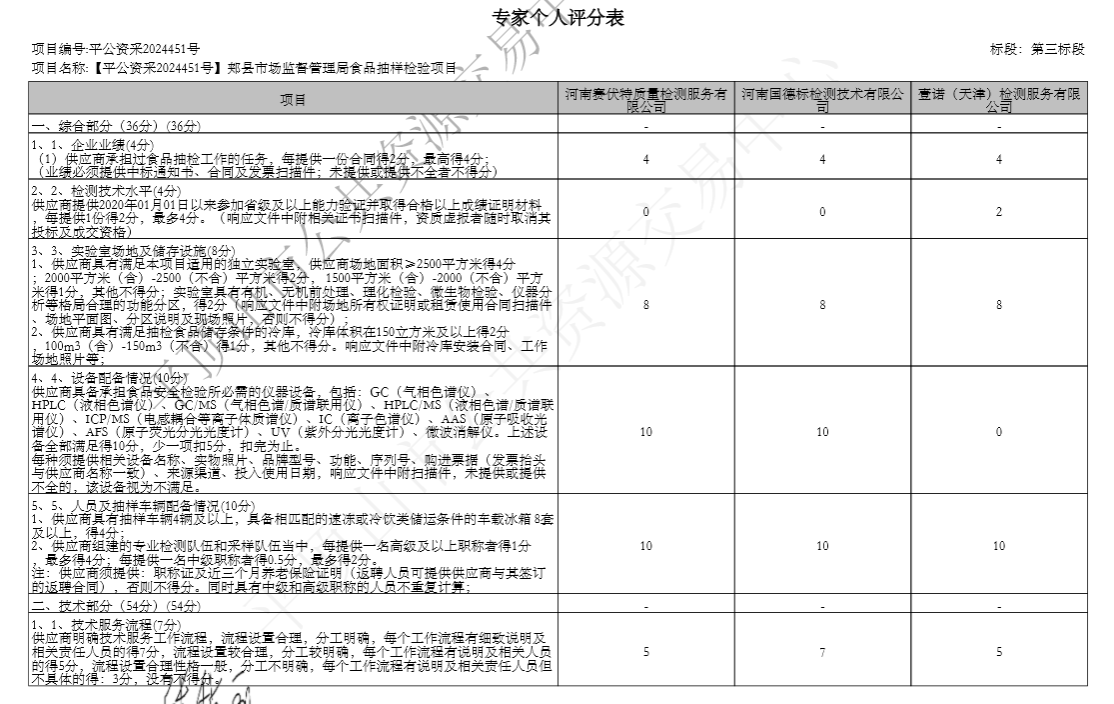 专家个人评分表
项目编号:平公资采2024451号
标段：第三标段
项目名称:【平公资采2024451号】郏县市场监督管理局食品抽样检验项目
项目
河南赛伏特质量检测服务有
限公司
河南国德标检测技术有限公
司
壹诺（天津）检测服务有限
公司
一、综合部分（36分）(36分)
-
-
-
1、1、企业业绩(4分)
（1）供应商承担过食品抽检工作的任务，每提供一份合同得2分，最高得4分；
（业绩必须提供中标通知书、合同及发票扫描件；未提供或提供不全者不得分）
4
4
4
2、2、检测技术水平(4分)
供应商提供2020年01月01日以来参加省级及以上能力验证并取得合格以上成绩证明材料
，每提供1份得2分，最多4分。（响应文件中附相关证书扫描件，资质虚报者随时取消其
投标及成交资格）
0
0
2
3、3、实验室场地及储存设施(8分)
1、供应商具有满足本项目适用的独立实验室，供应商场地面积≥2500平方米得4分
；2000平方米（含）-2500（不含）平方米得2分，1500平方米（含）-2000（不含）平方
米得1分，其他不得分；实验室具有有机、无机前处理、理化检验、微生物检验、仪器分
析等格局合理的功能分区，得2分（响应文件中附场地所有权证明或租赁使用合同扫描件
、场地平面图、分区说明及现场照片，否则不得分）；
2、供应商具有满足抽检食品储存条件的冷库，冷库体积在150立方米及以上得2分
，100m3（含）-150m3（不含）得1分，其他不得分。响应文件中附冷库安装合同、工作
场地照片等；
8
8
8
4、4、设备配备情况(10分)
供应商具备承担食品安全检验所必需的仪器设备，包括：GC（气相色谱仪）、
HPLC（液相色谱仪）、GC/MS（气相色谱/质谱联用仪）、HPLC/MS（液相色谱/质谱联
用仪）、ICP/MS（电感耦合等离子体质谱仪）、IC（离子色谱仪）、AAS（原子吸收光
谱仪）、AFS（原子荧光分光光度计）、UV（紫外分光光度计）、微波消解仪。上述设
备全部满足得10分，少一项扣5分，扣完为止。
每种须提供相关设备名称、实物照片、品牌型号、功能、序列号、购进票据（发票抬头
与供应商名称一致）、来源渠道、投入使用日期，响应文件中附扫描件，未提供或提供
不全的，该设备视为不满足。
10
10
0
5、5、人员及抽样车辆配备情况(10分)
1、供应商具有抽样车辆4辆及以上，具备相匹配的速冻或冷饮类储运条件的车载冰箱 8套
及以上，得4分；
2、供应商组建的专业检测队伍和采样队伍当中，每提供一名高级及以上职称者得1分
，最多得4分；每提供一名中级职称者得0.5分，最多得2分。
注：供应商须提供：职称证及近三个月养老保险证明（返聘人员可提供供应商与其签订
的返聘合同），否则不得分。同时具有中级和高级职称的人员不重复计算；
10
10
10
二、技术部分（54分）(54分)
-
-
-
1、1、技术服务流程(7分)
供应商明确技术服务工作流程，流程设置合理，分工明确，每个工作流程有细致说明及
相关责任人员的得7分，流程设置较合理，分工较明确，每个工作流程有说明及相关人员
的得5分，流程设置合理性格一般，分工不明确，每个工作流程有说明及相关责任人员但
不具体的得：3分，没有不得分。
5
7
5